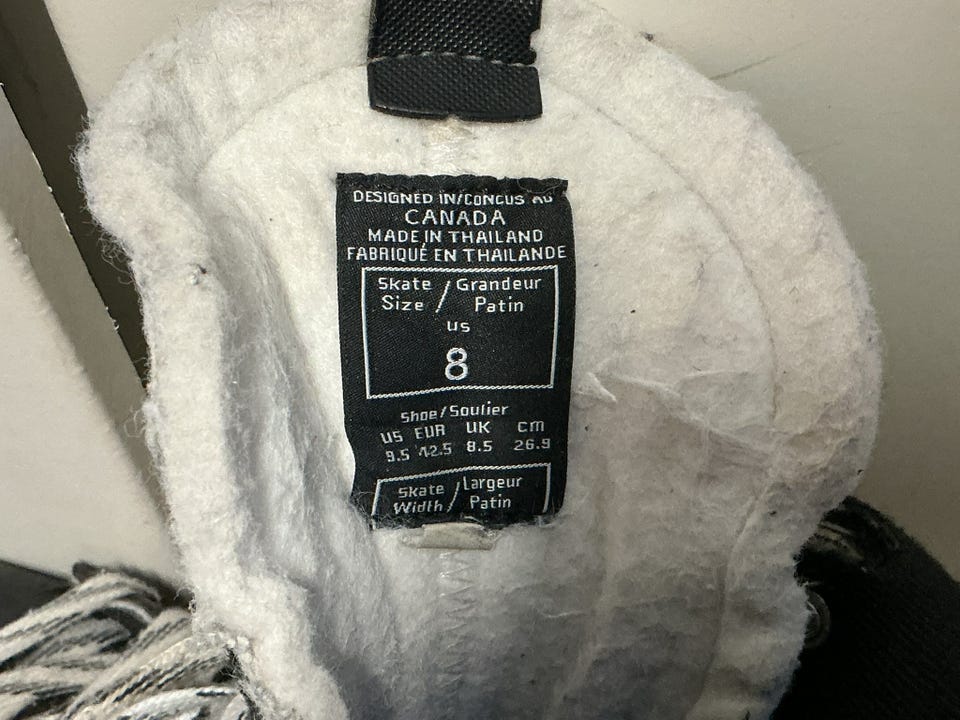 DESIGNED IN/CONCUS AU
CANADA
MADE IN THAILAND
FABRIQUÉ EN THAILANDE
Skate / Grandeur
Size / Patin
US
8
Shoe/Soulier
US EUR UK cm
9.5 42.5 8.5 26.9
Skate / Largeur
Width / Patin